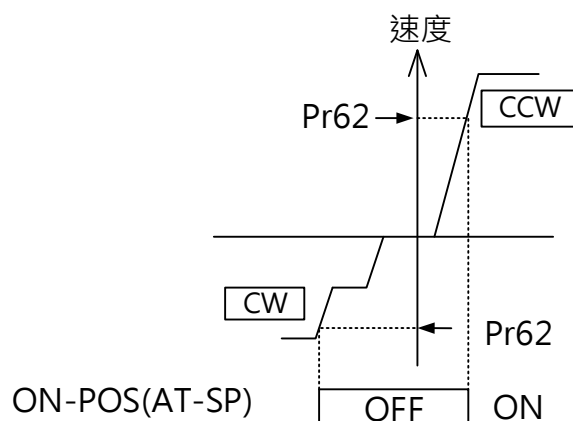 速度
CCW
Pr62
CW
Pr62
ON-POS(AT-SP) OFF ON